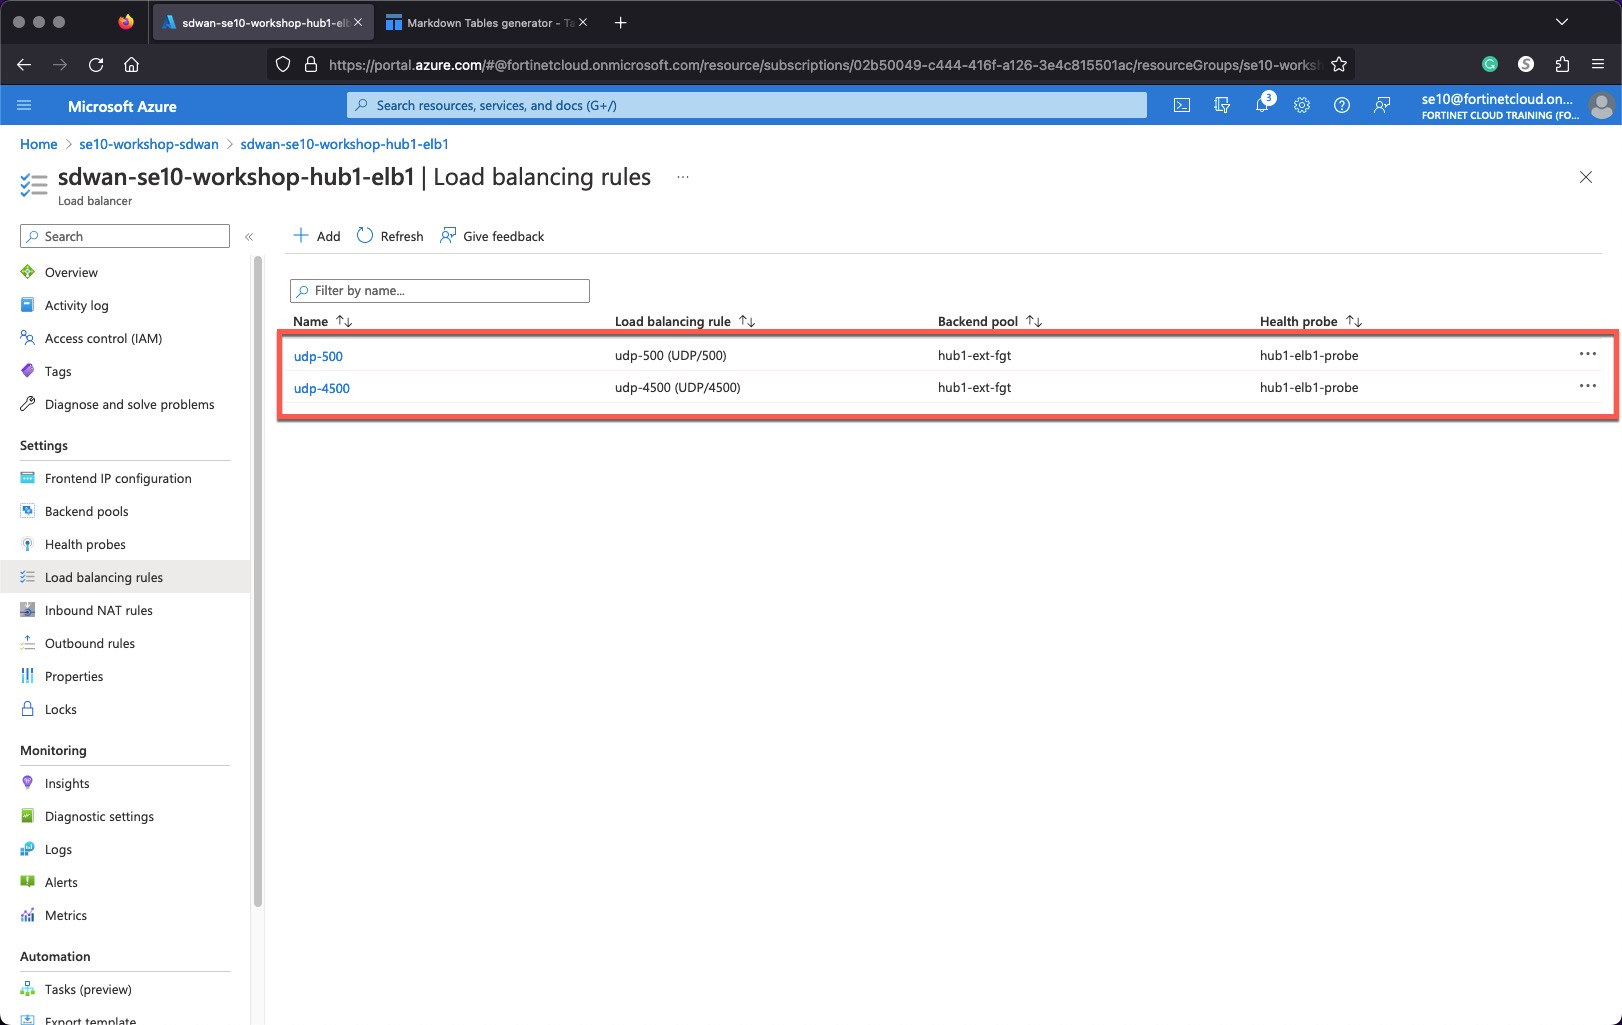 sdwan-se10-workshop-hub1-elb
Markdown Tables generator - Ta
https://portal.azure.com/#@fortinetcloud.onmicrosoft.com/resource/subscriptions/02b50049-c444-416f-a126-3e4c815501ac/resourceGroups/se10-worksh
Microsoft Azure
Search resources, services, and docs (G+/)
3
se10@fortinetcloud.on...
FORTINET CLOUD TRAINING (FO...
Home > se10-workshop-sdwan > sdwan-se10-workshop-hub1-elb1
sdwan-se10-workshop-hub1-elb1 | Load balancing rules ...
Load balancer
Search
«
Add
Refresh
Give feedback
Overview
Activity log
Access control (IAM)
Tags
Diagnose and solve problems
Settings
Frontend IP configuration
Backend pools
Health probes
Load balancing rules
Inbound NAT rules
Outbound rules
Properties
Locks
Monitoring
Insights
Diagnostic settings
Logs
Alerts
Metrics
Automation
Tasks (preview)
Export template
Filter by name...
Name ↑↓ Load balancing rule ↑↓ Backend pool ↑↓ Health probe ↑↓
udp-500 udp-500 (UDP/500) hub1-ext-fgt hub1-elb1-probe ...
udp-4500 udp-4500 (UDP/4500) hub1-ext-fgt hub1-elb1-probe ...